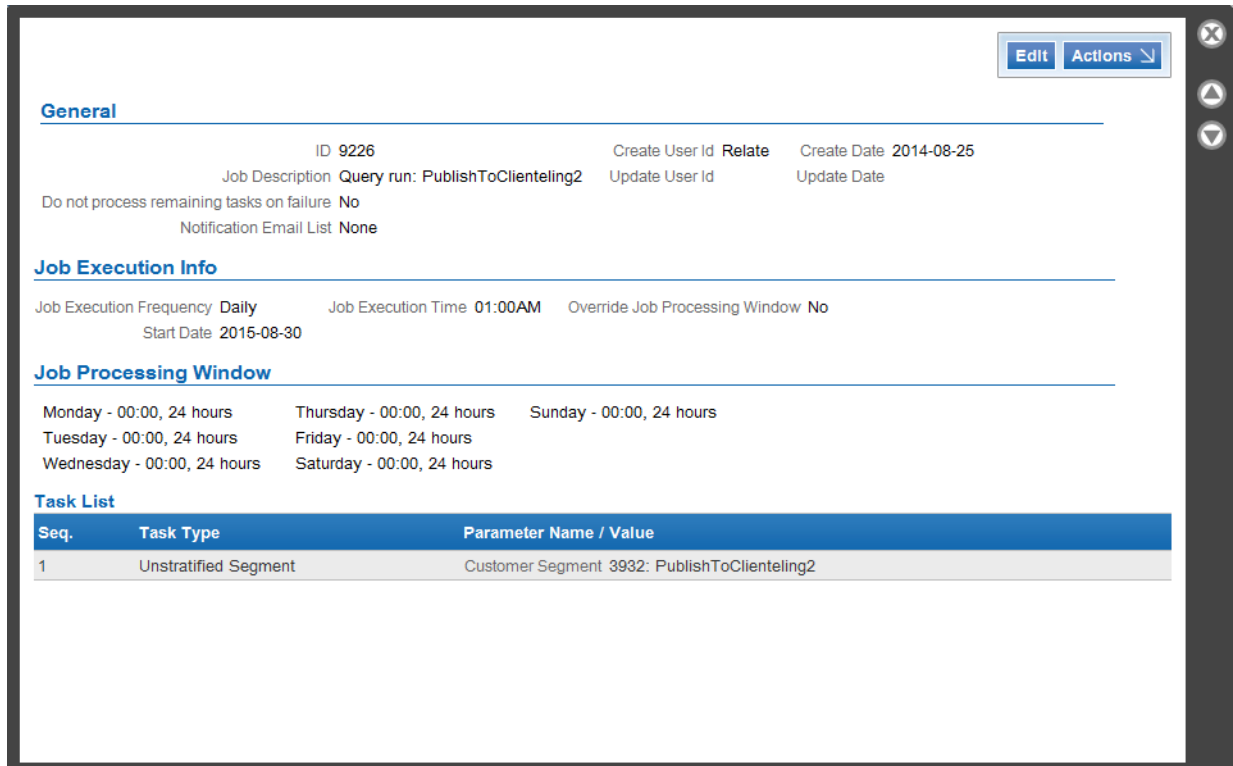 Edit Actions
General
ID 9226 Create User Id Relate Create Date 2014-08-25
Job Description Query run: PublishToClienteling2 Update User Id Update Date
Do not process remaining tasks on failure No
Notification Email List None
Job Execution Info
Job Execution Frequency Daily Job Execution Time 01:00AM Override Job Processing Window No
Start Date 2015-08-30
Job Processing Window
Monday - 00:00, 24 hours Thursday - 00:00, 24 hours Sunday - 00:00, 24 hours
Tuesday - 00:00, 24 hours Friday - 00:00, 24 hours
Wednesday - 00:00, 24 hours Saturday - 00:00, 24 hours
Task List
Seq. Task Type Parameter Name / Value
1 Unstratified Segment Customer Segment 3932: PublishToClienteling2